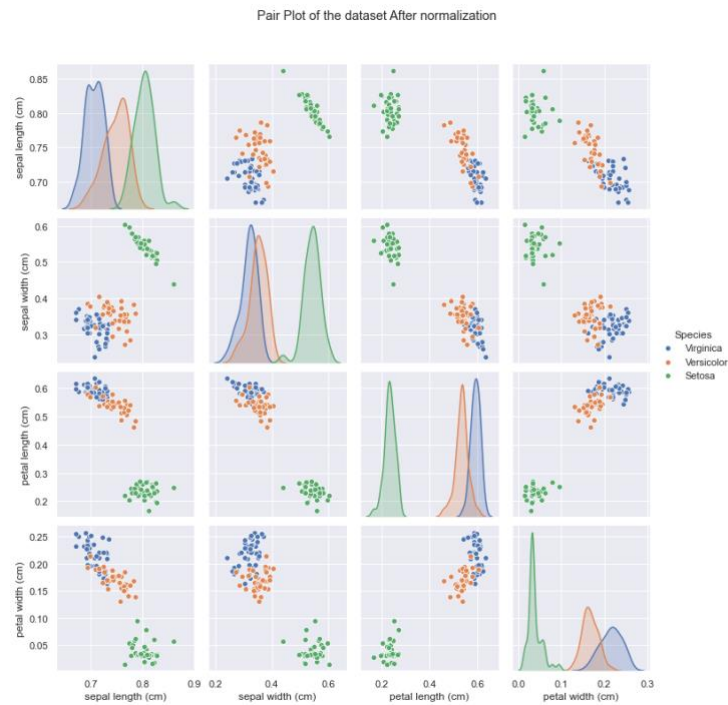 Pair Plot of the dataset After normalization
sepal length (cm)
0.85
0.80
0.75
0.70
sepal width (cm)
0.6
0.5
0.4
0.3
Species
Virginica
Versicolor
Setosa
petal length (cm)
0.6
0.5
0.4
0.3
0.2
petal width (cm)
0.25
0.20
0.15
0.10
0.05
0.7 0.8 0.9
sepal length (cm)
0.2 0.4 0.6
sepal width (cm)
0.2 0.4 0.6
petal length (cm)
0.0 0.1 0.2 0.3
petal width (cm)